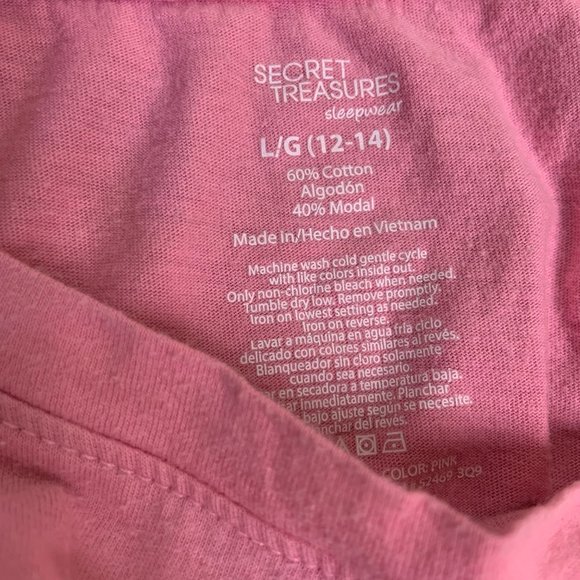 SECRET
TREASURES
sleepwear
L/G (12-14)
60% Cotton
Algodón
40% Modal
Made in/Hecho en Vietnam
Machine wash cold gentle cycle
with like colors inside out.
Only non-chlorine bleach when needed.
Tumble dry low. Remove promptly.
Iron on lowest setting as needed.
Iron on reverse.
Lavar a máquina en agua fría ciclo
delicado con colores similares al revés.
Blanqueador sin cloro solamente
cuando sea necesario.
en secadora a temperatura baja.
inmediatamente. Planchar
bajo ajuste según se necesite.
del revés.
COLOR: PINK
52469 3Q9